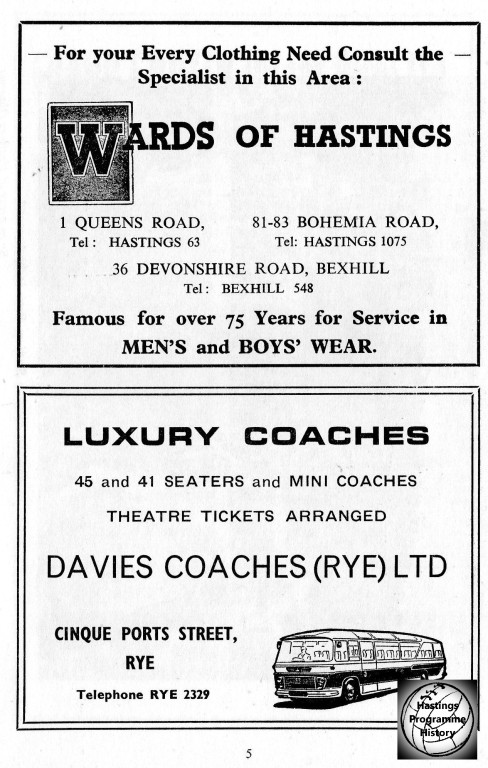 — For your Every Clothing Need Consult the —
Specialist in this Area :
WARDS OF HASTINGS
1 QUEENS ROAD,
Tel : HASTINGS 63
81-83 BOHEMIA ROAD,
Tel: HASTINGS 1075
36 DEVONSHIRE ROAD, BEXHILL
Tel : BEXHILL 548
Famous for over 75 Years for Service in
MEN'S and BOYS' WEAR.
LUXURY COACHES
45 and 41 SEATERS and MINI COACHES
THEATRE TICKETS ARRANGED
DAVIES COACHES (RYE) LTD
CINQUE PORTS STREET,
RYE
Telephone RYE 2329
Hastings
Programme
History
5